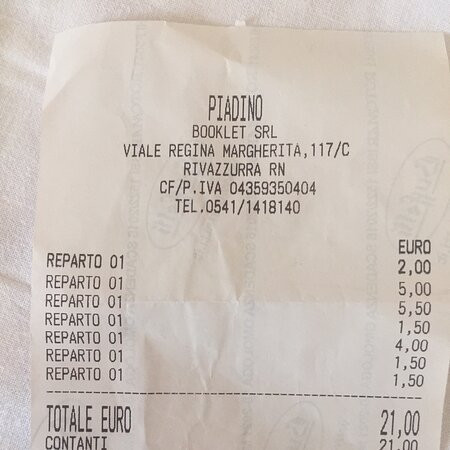 PIADINO
BOOKLET SRL
VIALE REGINA MARGHERITA,117/C
RIVAZZURRA RN
CF/P.IVA 04359350404
TEL.0541/1418140
EURO
REPARTO 01 2,00
REPARTO 01 5,00
REPARTO 01 5,50
REPARTO 01 1,50
REPARTO 01 4,00
REPARTO 01 1,50
REPARTO 01 1,50
TOTALE EURO 21,00
CONTANTI 21,00